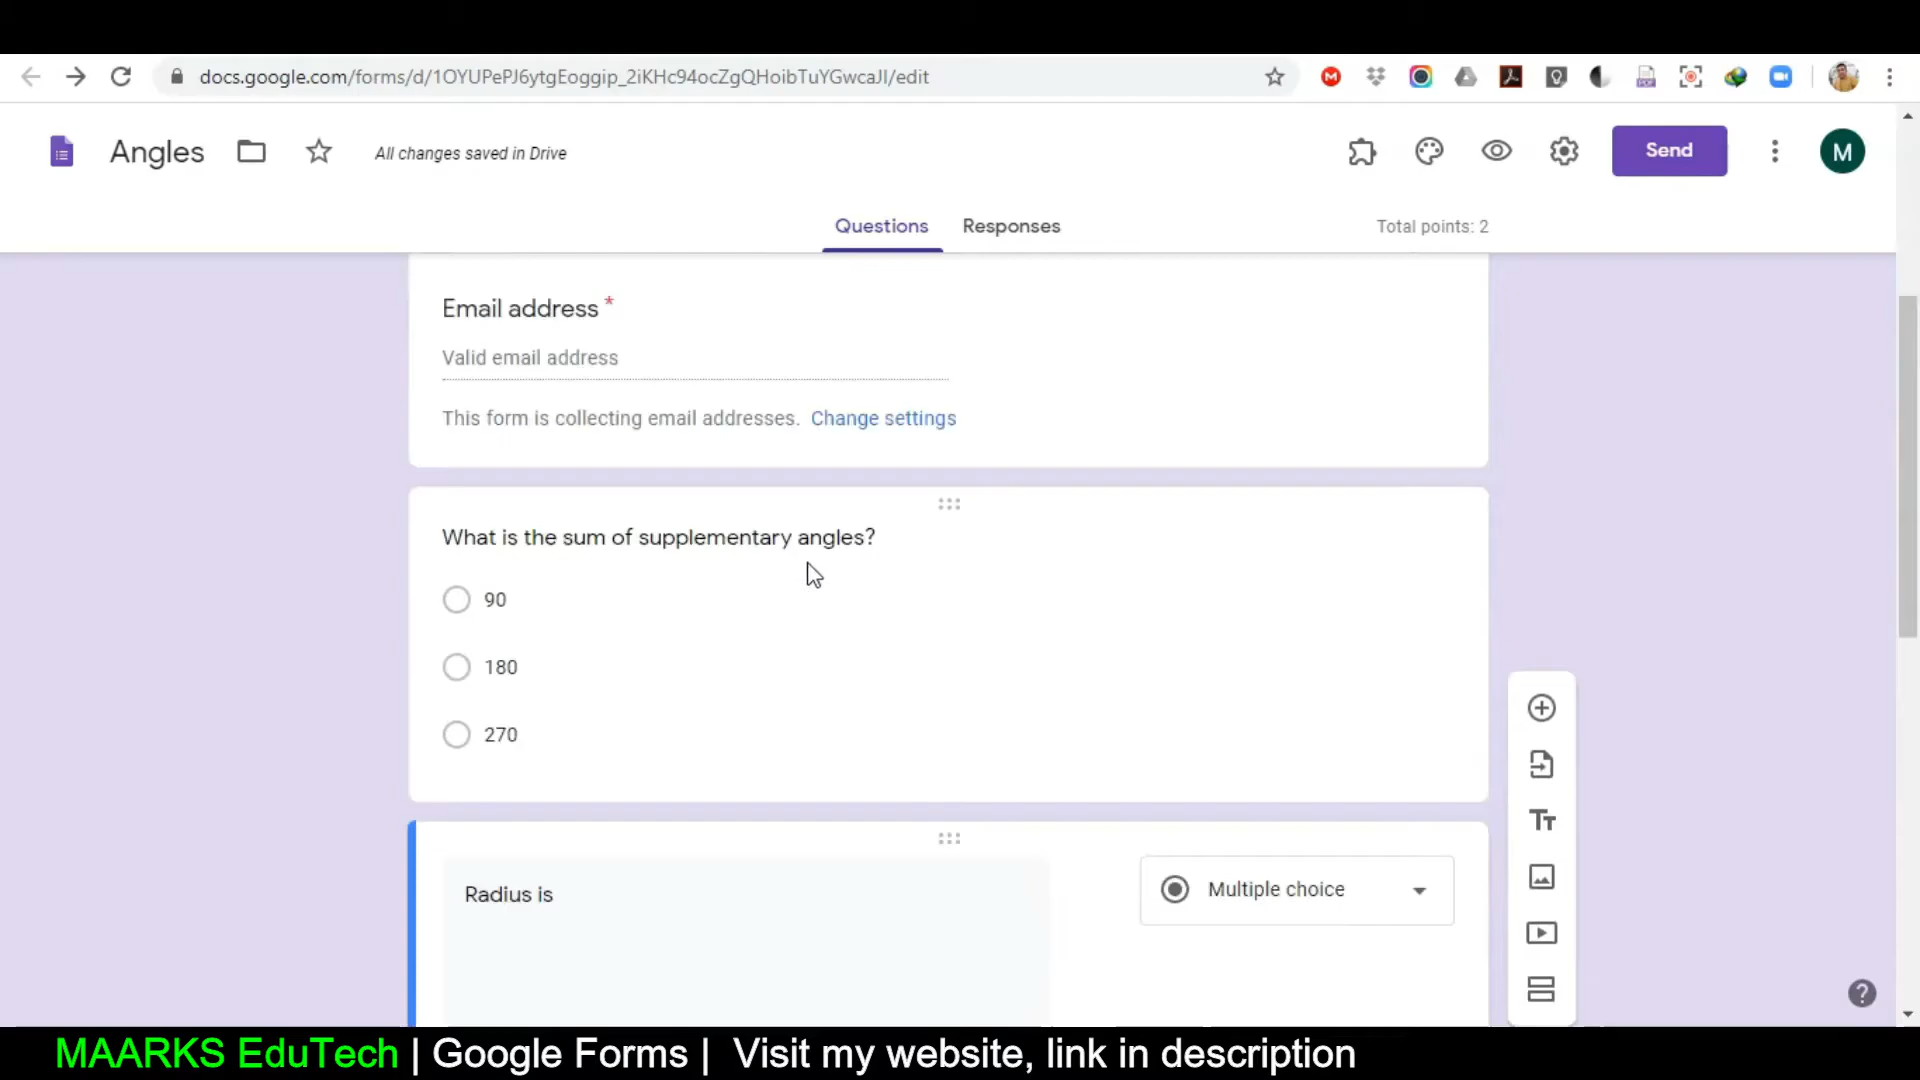 docs.google.com/forms/d/1OYUPePJ6ytgEoggip_2iKHc94ocZgQHoibTuYGwcaJI/edit
Angles
All changes saved in Drive
Send
M
Questions
Responses
Total points: 2
Email address *
Valid email address
This form is collecting email addresses. Change settings
What is the sum of supplementary angles?
90
180
270
Radius is
Multiple choice
MAARKS EduTech | Google Forms | Visit my website, link in description